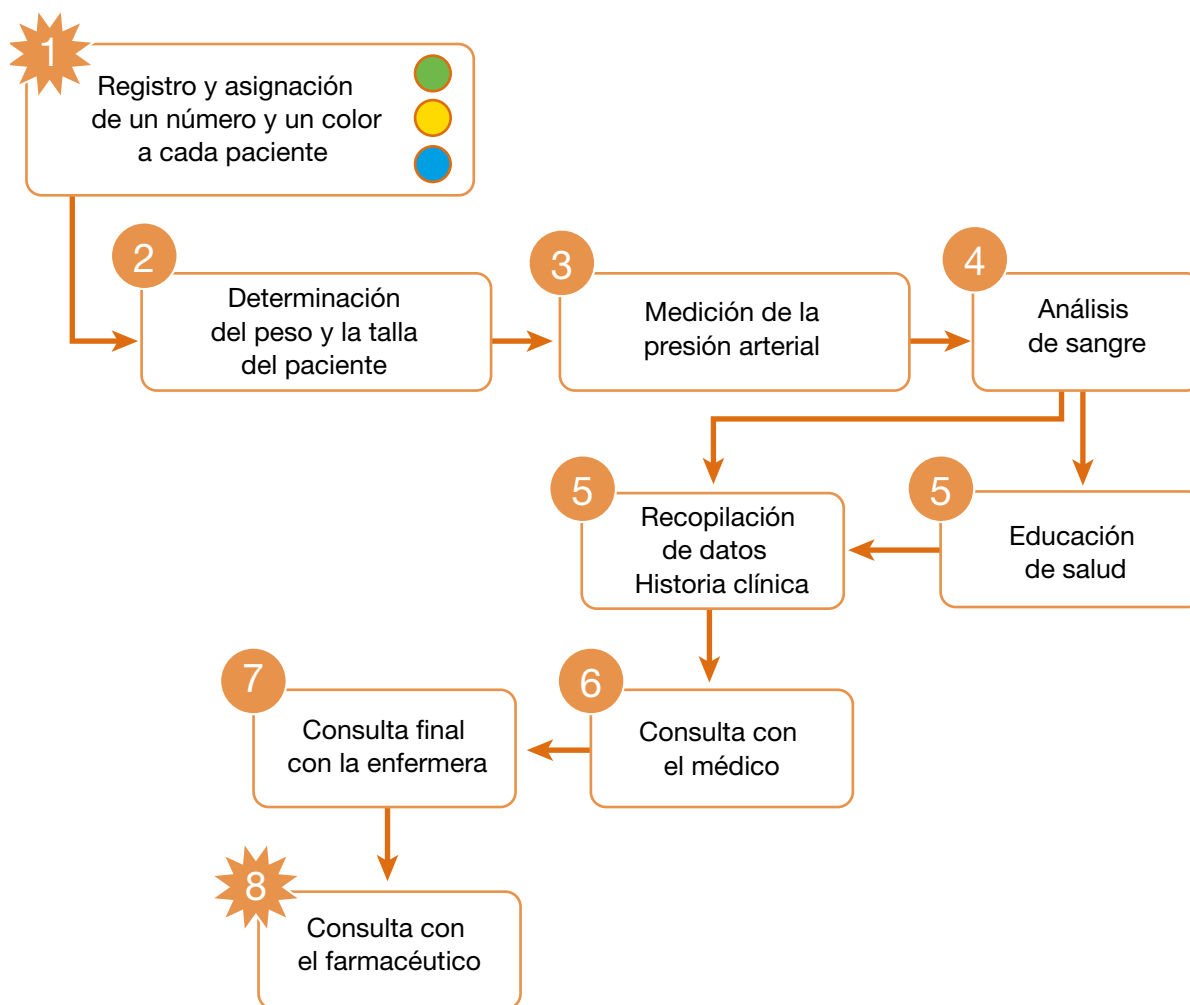 1
Registro y asignación
de un número y un color
a cada paciente
2
Determinación
del peso y la talla
del paciente
3
Medición de la
presión arterial
4
Análisis
de sangre
5
Recopilación
de datos
Historia clínica
5
Educación
de salud
7
Consulta final
con la enfermera
6
Consulta con
el médico
8
Consulta con
el farmacéutico